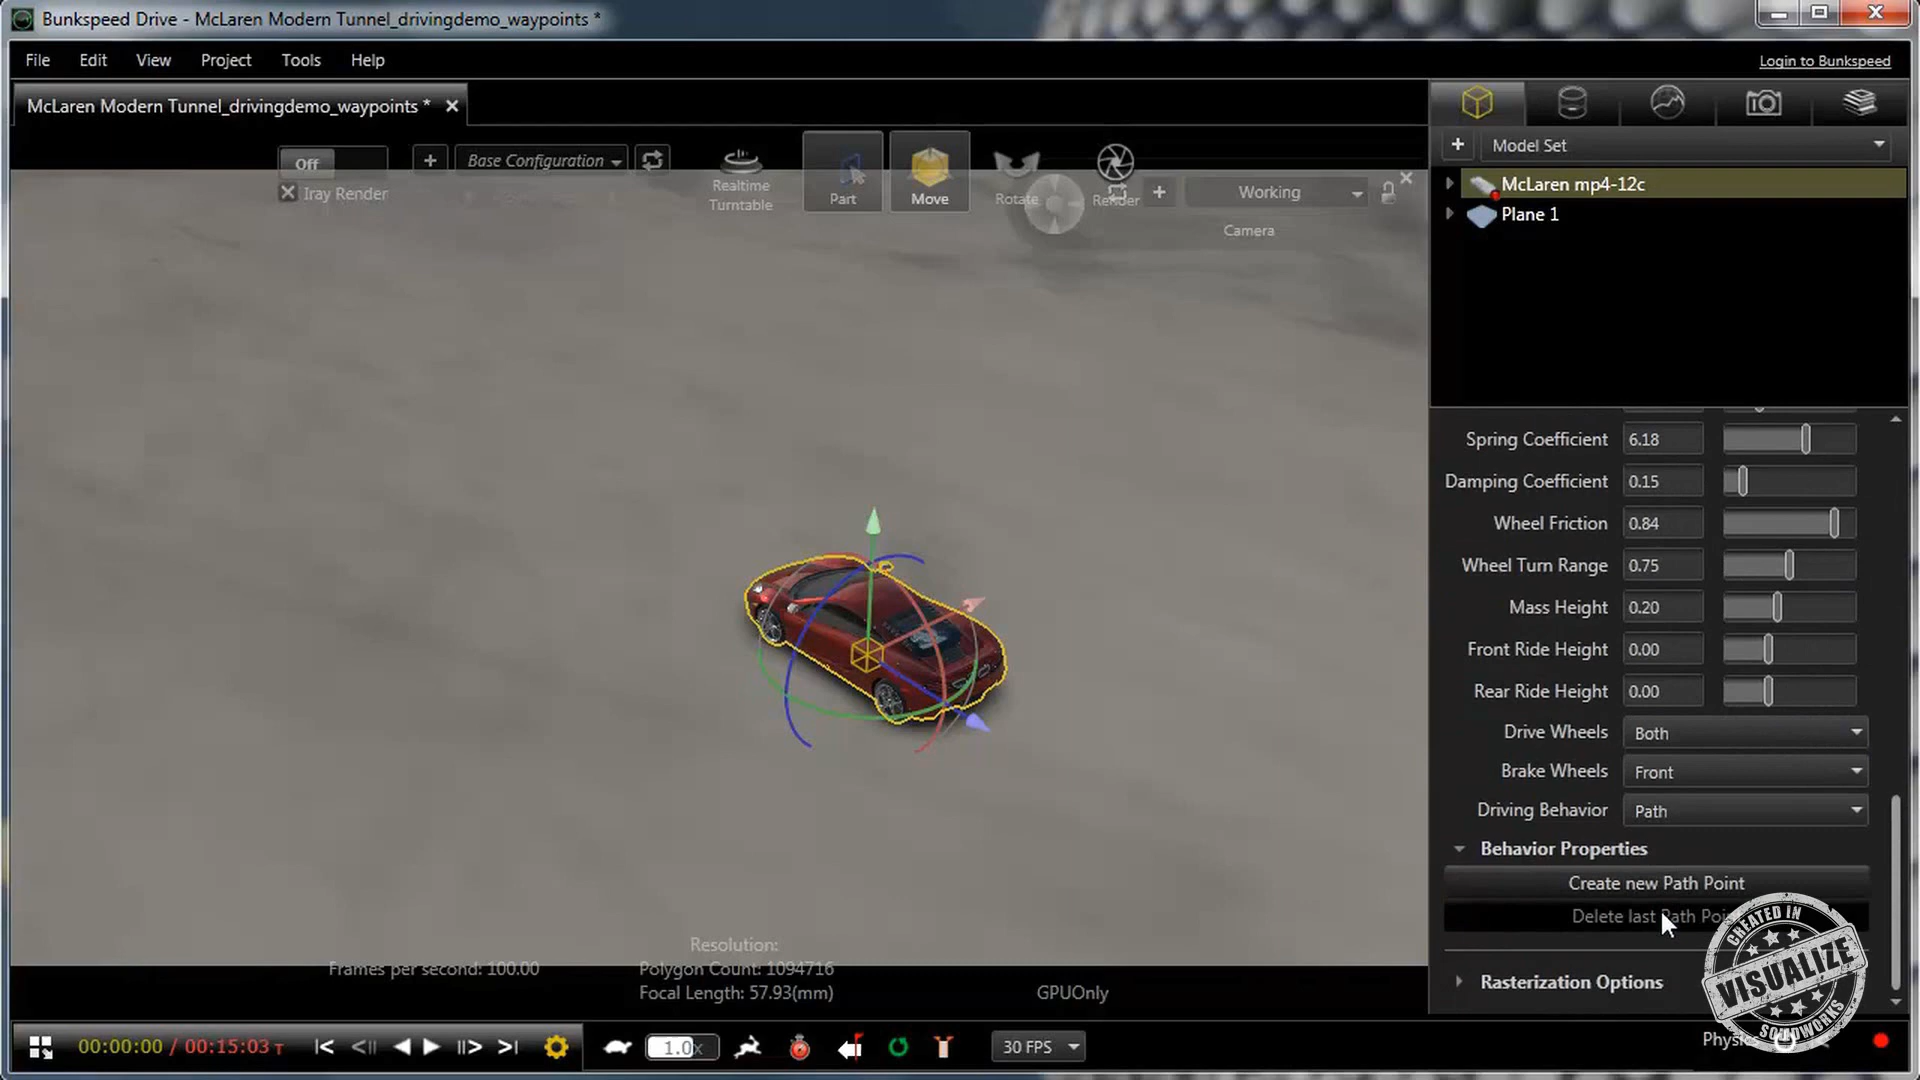 Bunkspeed Drive - McLaren Modern Tunnel_drivingdemo_waypoints *
File Edit View Project Tools Help
Login to Bunkspeed
McLaren Modern Tunnel_drivingdemo_waypoints *
Off
Iray Render
Base Configuration
Realtime
Turntable
Part
Move
Rotate
Render
Working
Camera
Model Set
McLaren mp4-12c
Plane 1
Spring Coefficient 6.18
Damping Coefficient 0.15
Wheel Friction 0.84
Wheel Turn Range 0.75
Mass Height 0.20
Front Ride Height 0.00
Rear Ride Height 0.00
Drive Wheels Both
Brake Wheels Front
Driving Behavior Path
Behavior Properties
Create new Path Point
Delete last Path
Rasterization Options
CREATED IN
VISUALIZE
SOLIDWORKS
Resolution:
Frames per second: 100.00
Polygon Count: 1094716
Focal Length: 57.93(mm)
GPUOnly
00:00:00 / 00:15:03 T
1.0x
30 FPS